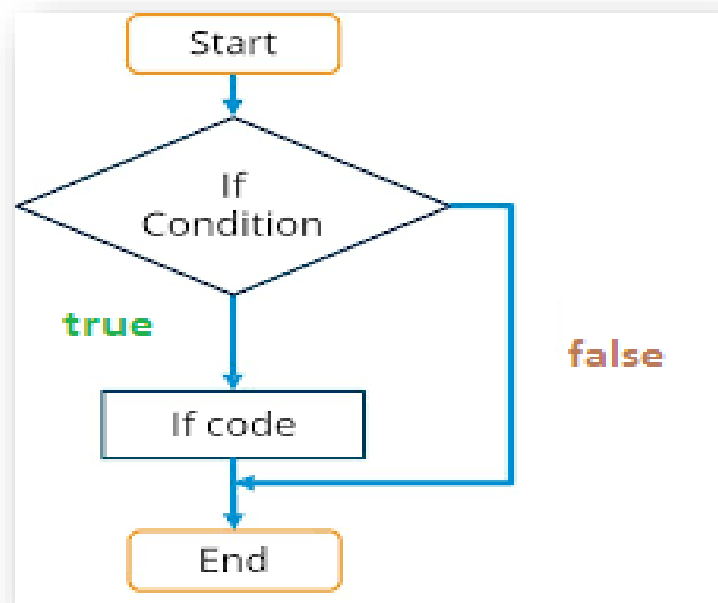 Start
If
Condition
true
false
If code
End